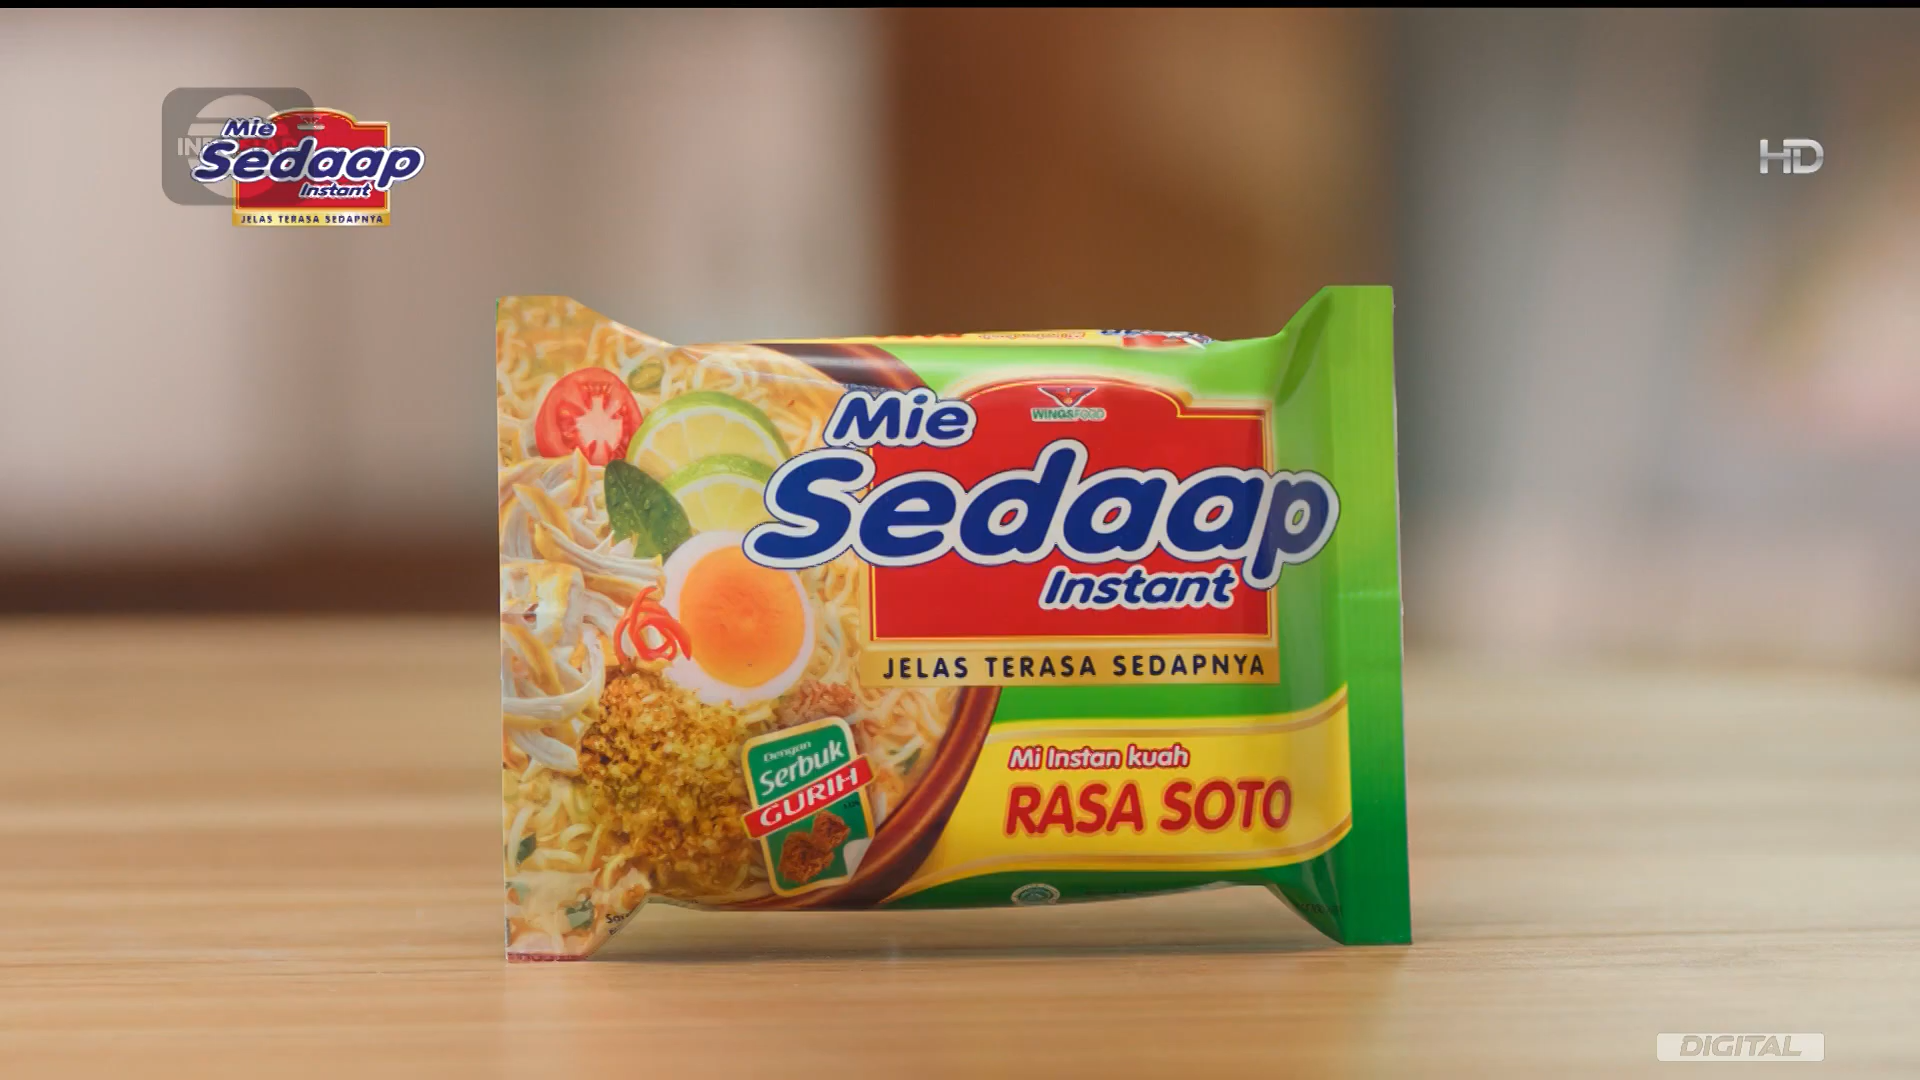 Mie
Sedaap
Instant
JELAS TERASA SEDAPNYA
HD
WINGSFOOD
Mie
Sedaap
Instant
JELAS TERASA SEDAPNYA
Dengan
Serbuk
GURIH
Mi Instan kuah
RASA SOTO
DIGITAL